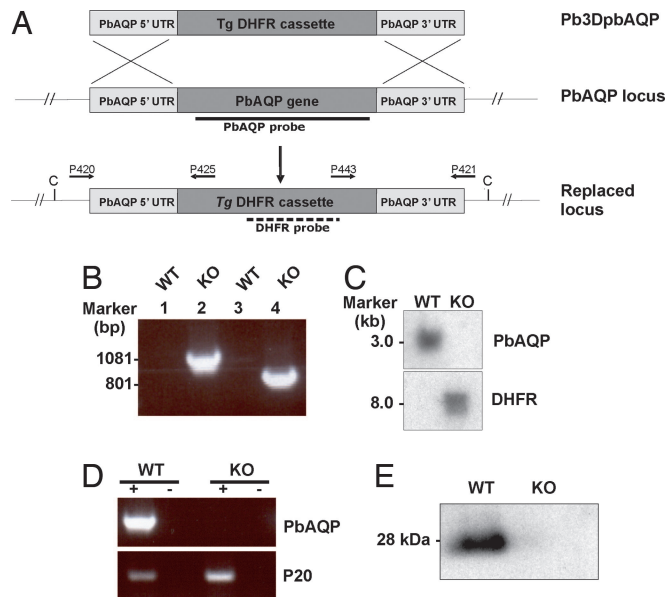 A
PbAQP 5' UTR Tg DHFR cassette PbAQP 3' UTR Pb3DpbAQP
// PbAQP 5' UTR PbAQP gene PbAQP 3' UTR // PbAQP locus
PbAQP probe
P420 P425 P443 P421
C C
// PbAQP 5' UTR Tg DHFR cassette PbAQP 3' UTR // Replaced locus
DHFR probe
B
WT KO WT KO
Marker (bp) 1 2 3 4
1081
801
C
Marker (kb) WT KO
3.0 PbAQP
8.0 DHFR
D
WT KO
+ - + -
PbAQP
P20
E
WT KO
28 kDa